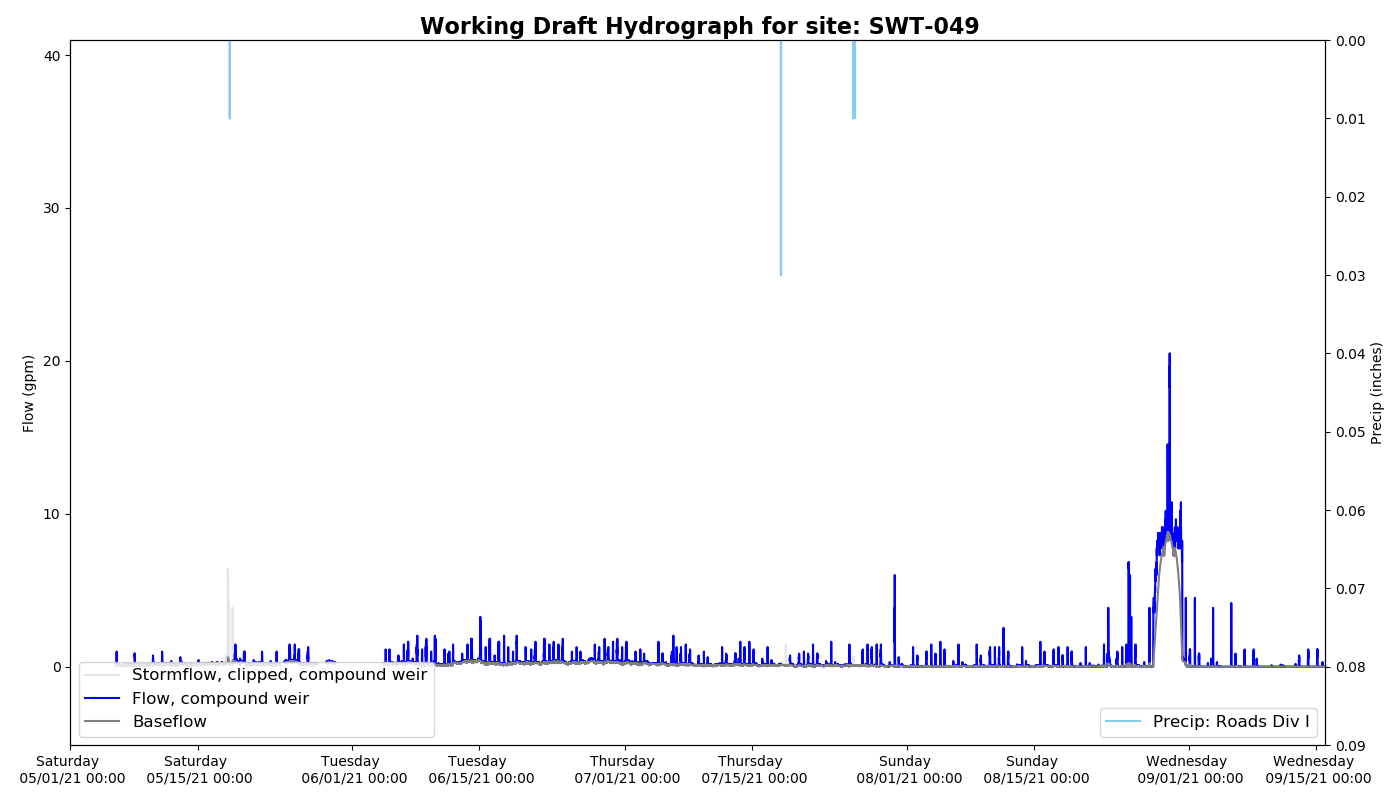 Working Draft Hydrograph for site: SWT-049
40
30
20
10
0
Flow (gpm)
0.00
0.01
0.02
0.03
0.04
0.05
0.06
0.07
0.08
0.09
Precip (inches)
Stormflow, clipped, compound weir
Flow, compound weir
Baseflow
Precip: Roads Div I
Saturday
05/01/21 00:00
Saturday
05/15/21 00:00
Tuesday
06/01/21 00:00
Tuesday
06/15/21 00:00
Thursday
07/01/21 00:00
Thursday
07/15/21 00:00
Sunday
08/01/21 00:00
Sunday
08/15/21 00:00
Wednesday
09/01/21 00:00
Wednesday
09/15/21 00:00